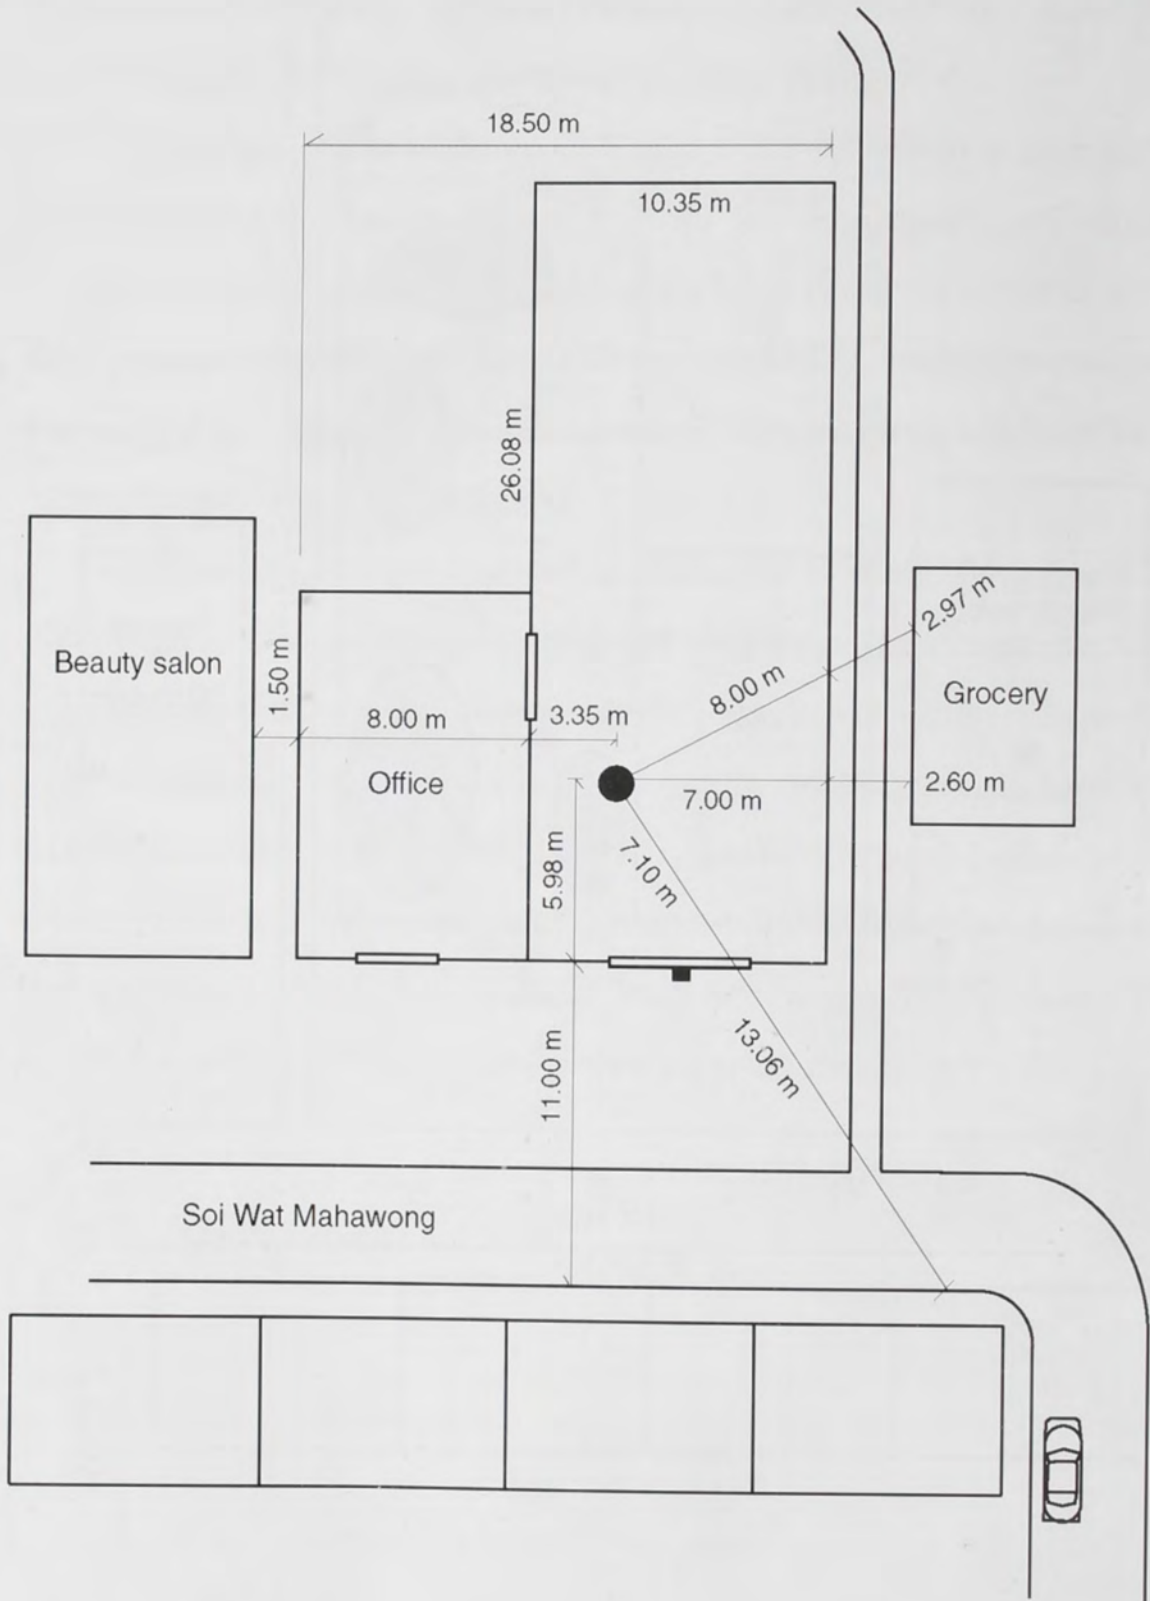 18.50 m
10.35 m
26.08 m
Beauty salon
1.50 m
8.00 m
3.35 m
8.00 m
2.97 m
Grocery
Office
7.00 m
2.60 m
5.98 m
7.10 m
11.00 m
13.06 m
Soi Wat Mahawong